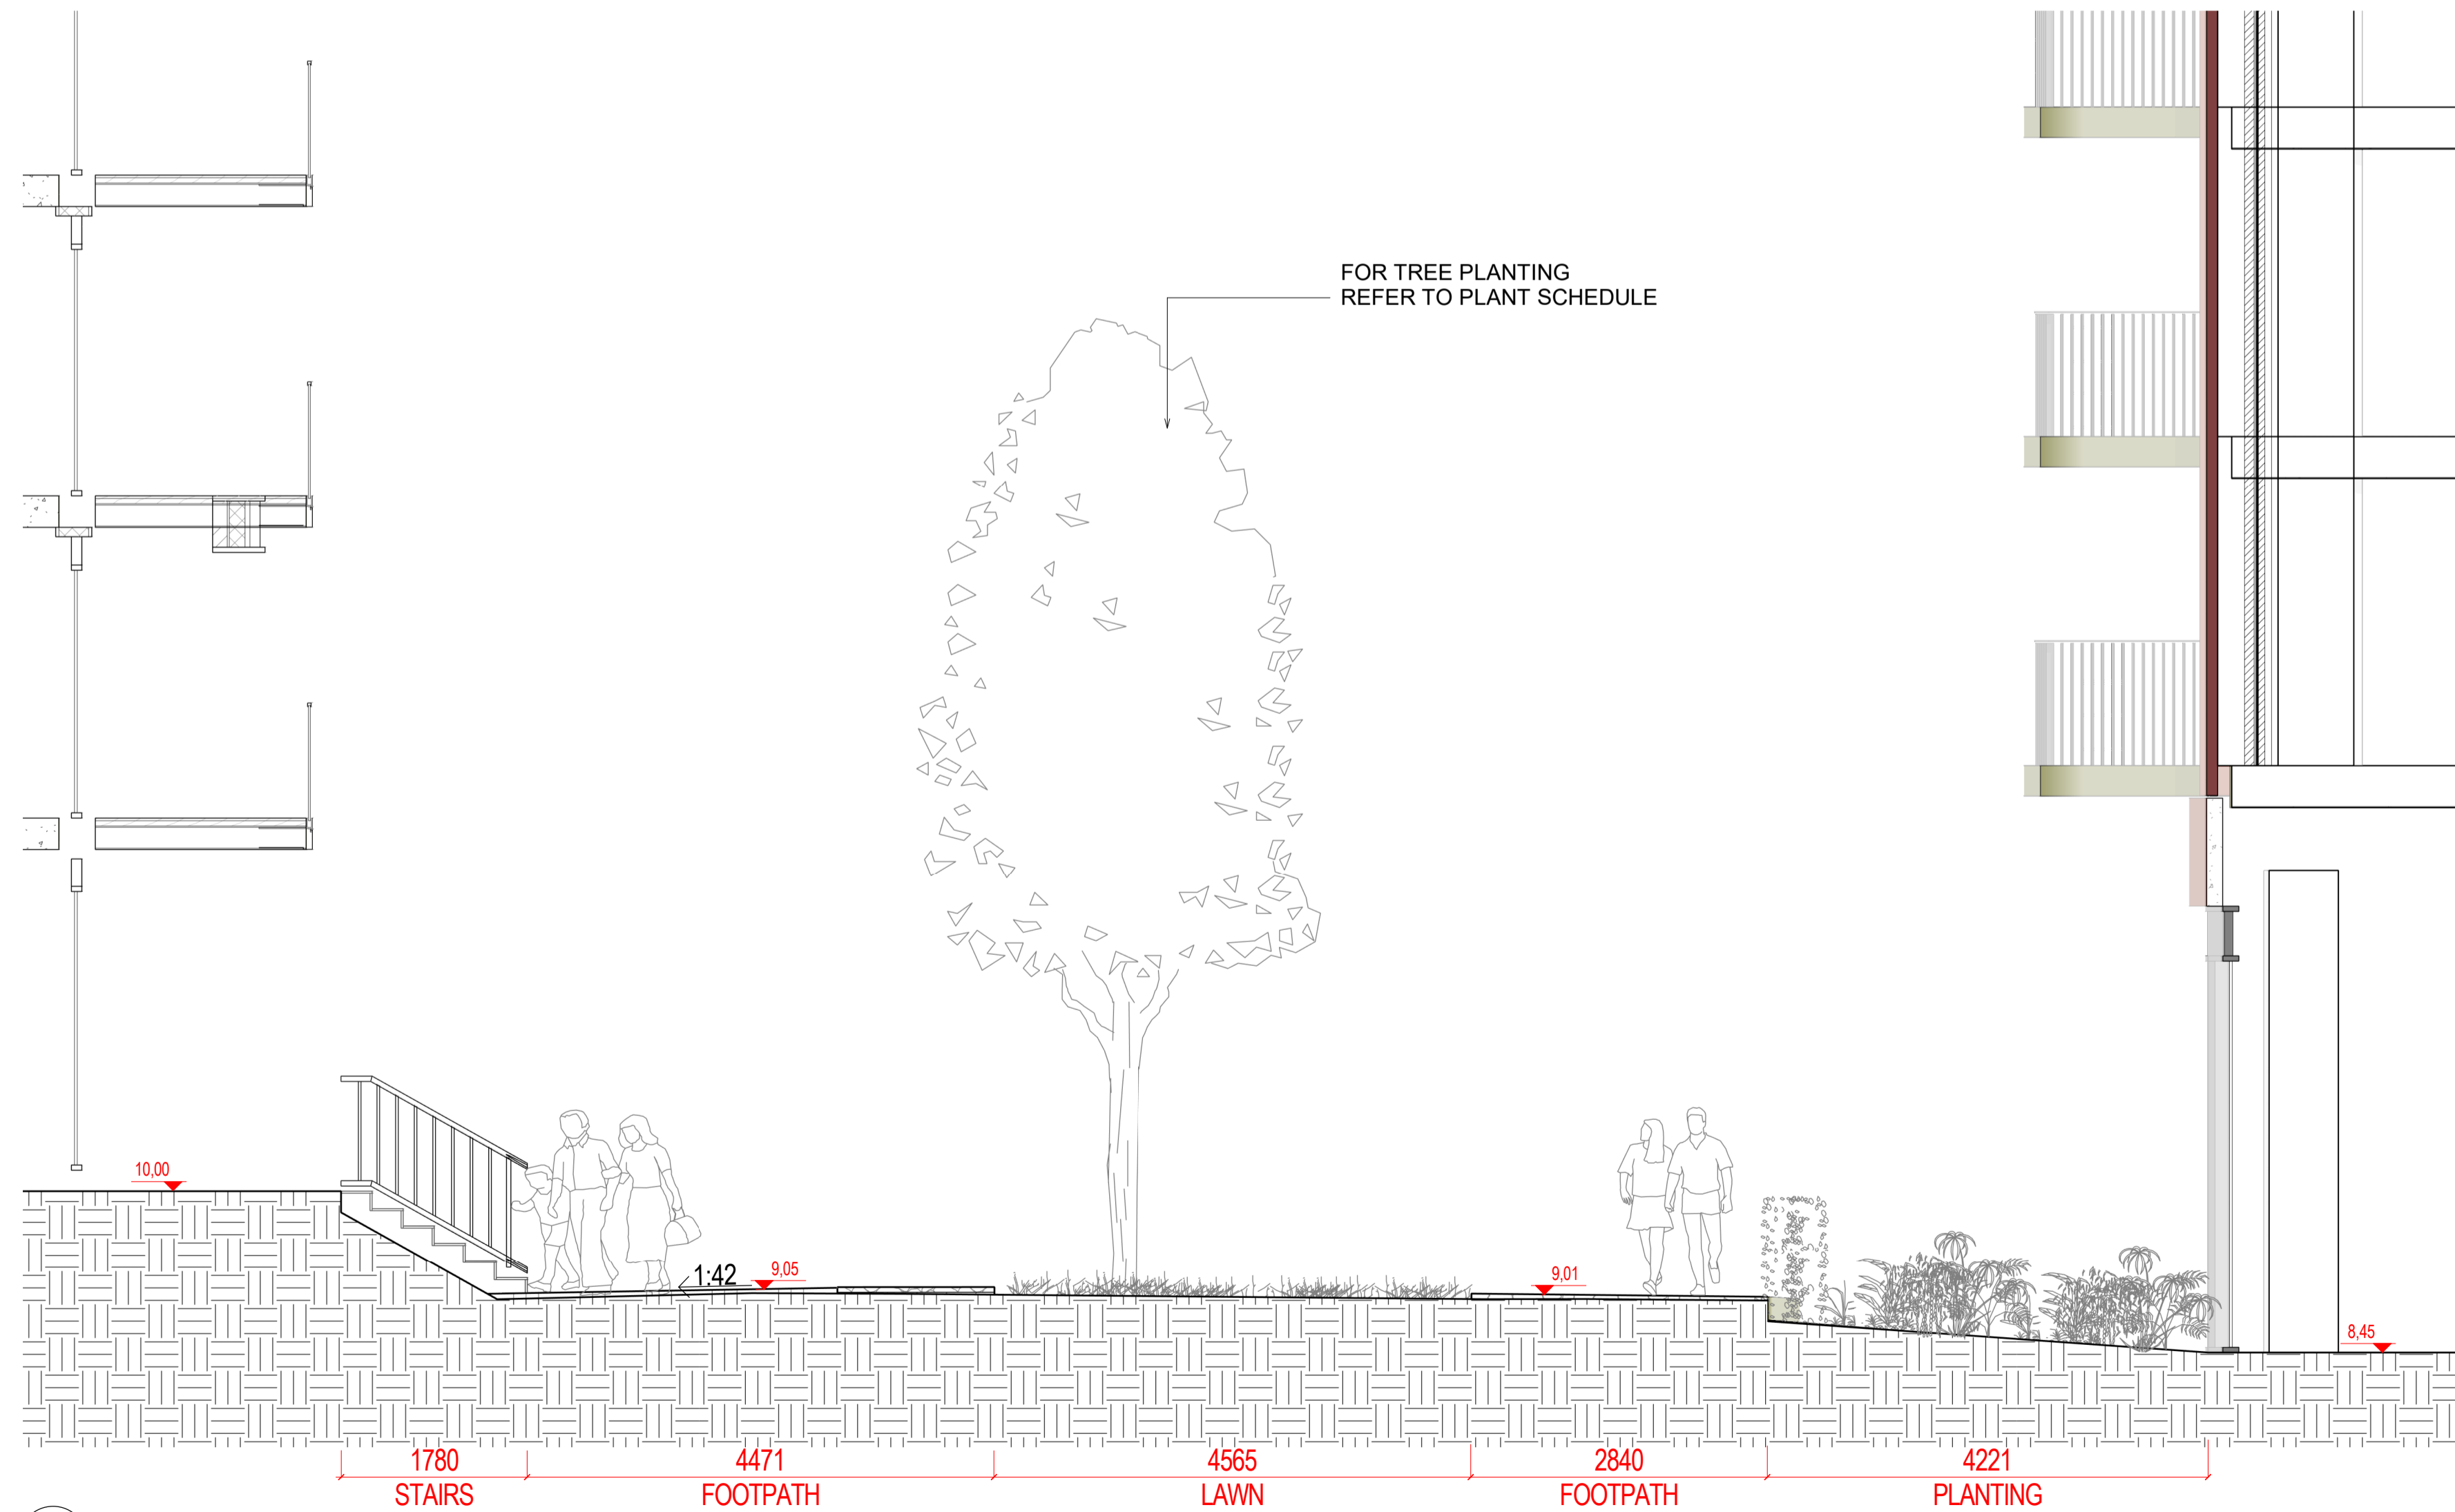 FOR TREE PLANTING
REFER TO PLANT SCHEDULE
10,00
1:42
9,05
9,01
8,45
1780
4471
4565
2840
4221
STAIRS
FOOTPATH
LAWN
FOOTPATH
PLANTING